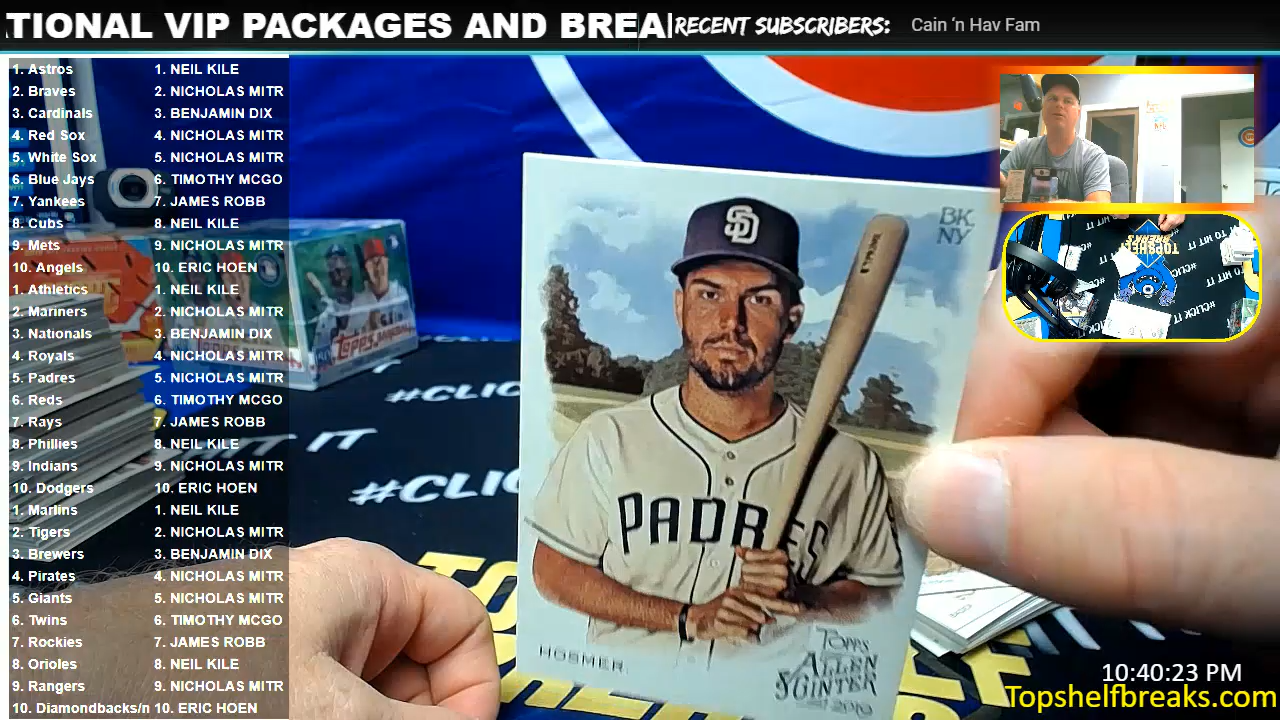 TIONAL VIP PACKAGES AND BREA
RECENT SUBSCRIBERS: Cain 'n Hav Fam
1. Astros 1. NEIL KILE
2. Braves 2. NICHOLAS MITR
3. Cardinals 3. BENJAMIN DIX
4. Red Sox 4. NICHOLAS MITR
5. White Sox 5. NICHOLAS MITR
6. Blue Jays 6. TIMOTHY MCGO
7. Yankees 7. JAMES ROBB
8. Cubs 8. NEIL KILE
9. Mets 9. NICHOLAS MITR
10. Angels 10. ERIC HOEN
1. Athletics 1. NEIL KILE
2. Mariners 2. NICHOLAS MITR
3. Nationals 3. BENJAMIN DIX
4. Royals 4. NICHOLAS MITR
5. Padres 5. NICHOLAS MITR
6. Reds 6. TIMOTHY MCGO
7. Rays 7. JAMES ROBB
8. Phillies 8. NEIL KILE
9. Indians 9. NICHOLAS MITR
10. Dodgers 10. ERIC HOEN
1. Marlins 1. NEIL KILE
2. Tigers 2. NICHOLAS MITR
3. Brewers 3. BENJAMIN DIX
4. Pirates 4. NICHOLAS MITR
5. Giants 5. NICHOLAS MITR
6. Twins 6. TIMOTHY MCGO
7. Rockies 7. JAMES ROBB
8. Orioles 8. NEIL KILE
9. Rangers 9. NICHOLAS MITR
10. Diamondbacks/n 10. ERIC HOEN
BK
NY
SD
PADRES
HOSMER
TOPPS
ALLEN
& GINTER
2019
TOPPS
#CLIC
IT
#CLIC
TOPSHELF
BREAKS
#CLICK IT
10:40:23 PM
Topshelfbreaks.com